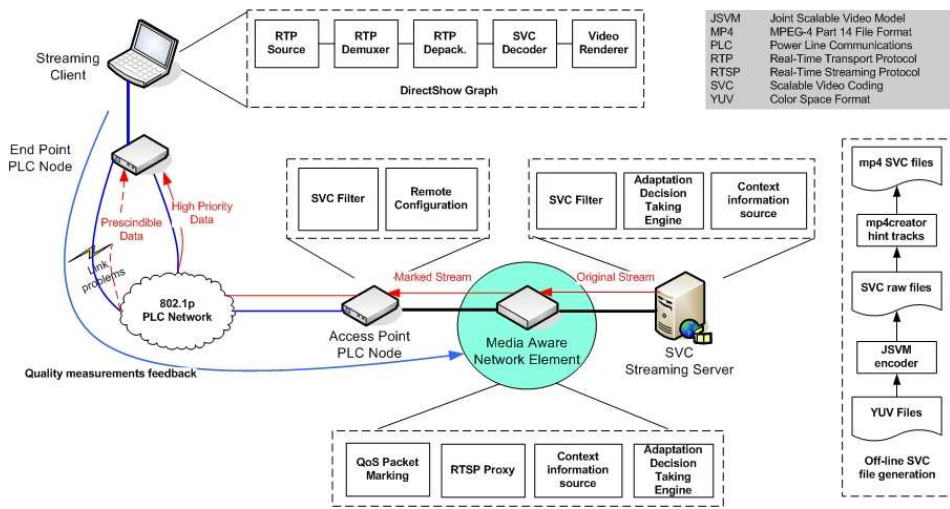 Streaming
Client
RTP
Source
RTP
Demuxer
RTP
Depack.
SVC
Decoder
Video
Renderer
DirectShow Graph
JSVM Joint Scalable Video Model
MP4 MPEG-4 Part 14 File Format
PLC Power Line Communications
RTP Real-Time Transport Protocol
RTSP Real-Time Streaming Protocol
SVC Scalable Video Coding
YUV Color Space Format
End Point
PLC Node
High Priority
Data
Prescindible
Data
Link
problems
802.1p
PLC Network
Quality measurements feedback
SVC Filter
Remote
Configuration
SVC Filter
Adaptation
Decision
Taking
Engine
Context
information
source
Marked Stream
Original Stream
Access Point
PLC Node
Media Aware
Network Element
SVC
Streaming Server
QoS Packet
Marking
RTSP Proxy
Context
information
source
Adaptation
Decision
Taking
Engine
mp4 SVC files
mp4creator
hint tracks
SVC raw files
JSVM
encoder
YUV Files
Off-line SVC
file generation